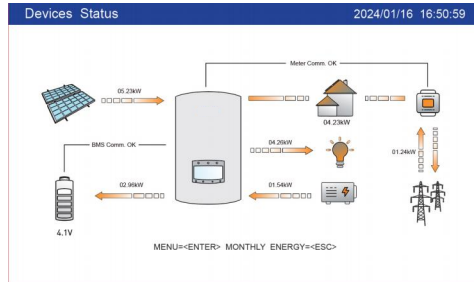 Devices Status 2024/01/16 16:50:59
Meter Comm. OK
05.23kW
04.23kW
BMS Comm. OK
04.26kW
01.24kW
02.96kW
01.54kW
4.1V
MENU=<ENTER> MONTHLY ENERGY=<ESC>